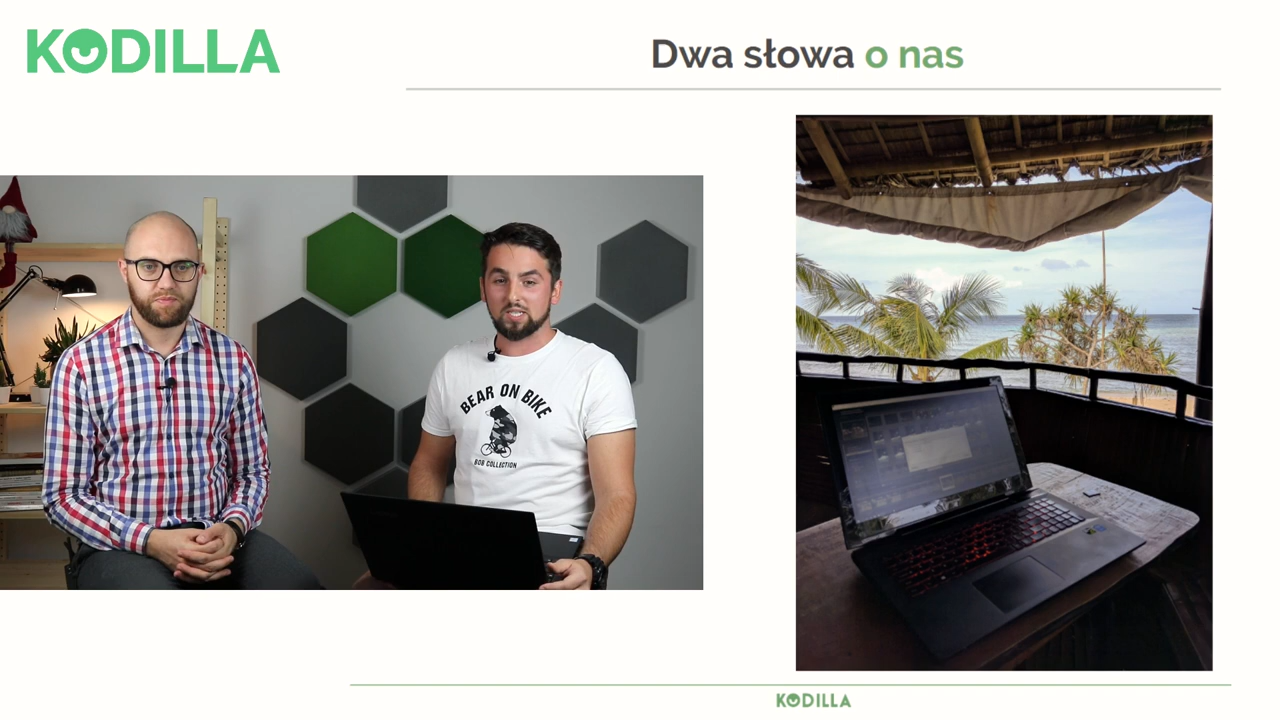 KODILLA
Dwa słowa o nas
BEAR ON BIKE
BOB COLLECTION
KODILLA